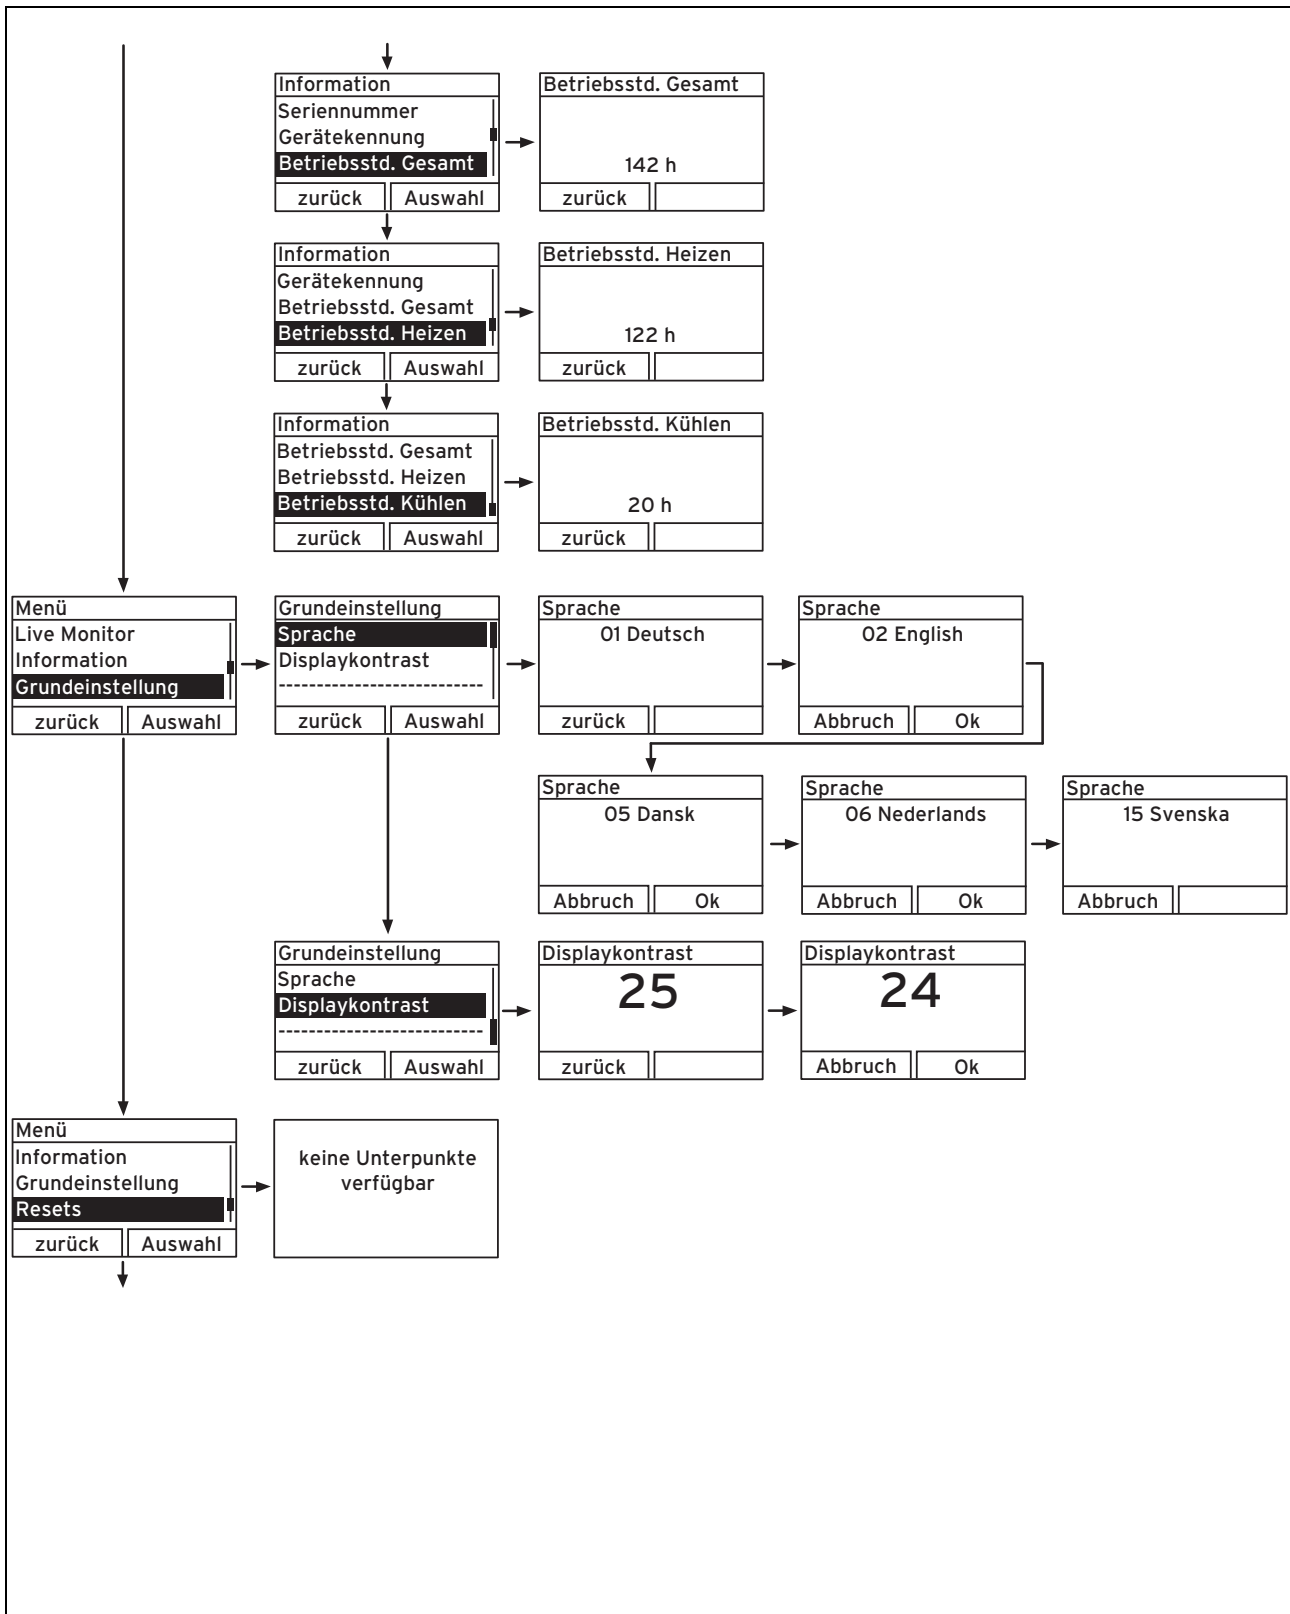 Information
Seriennummer
Gerätekennung
Betriebsstd. Gesamt
zurück Auswahl
Betriebsstd. Gesamt
142 h
zurück
Information
Gerätekennung
Betriebsstd. Gesamt
Betriebsstd. Heizen
zurück Auswahl
Betriebsstd. Heizen
122 h
zurück
Information
Betriebsstd. Gesamt
Betriebsstd. Heizen
Betriebsstd. Kühlen
zurück Auswahl
Betriebsstd. Kühlen
20 h
zurück
Menü
Live Monitor
Information
Grundeinstellung
zurück Auswahl
Grundeinstellung
Sprache
Displaykontrast
--------------------------
zurück Auswahl
Sprache
01 Deutsch
zurück
Sprache
02 English
Abbruch Ok
Sprache
05 Dansk
Abbruch Ok
Sprache
06 Nederlands
Abbruch Ok
Sprache
15 Svenska
Abbruch
Grundeinstellung
Sprache
Displaykontrast
--------------------------
zurück Auswahl
Displaykontrast
25
zurück
Displaykontrast
24
Abbruch Ok
Menü
Information
Grundeinstellung
Resets
zurück Auswahl
keine Unterpunkte
verfügbar